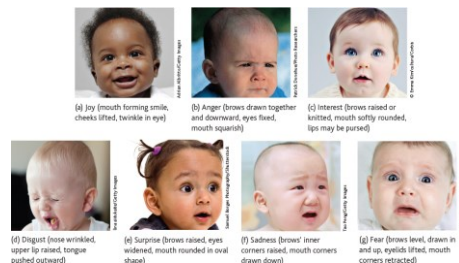 (a) Joy (mouth forming smile,
cheeks lifted, twinkle in eye)
(b) Anger (brows drawn together
and downward, eyes fixed,
mouth squarish)
(c) Interest (brows raised or
knitted, mouth softly rounded,
lips may be pursed)
(d) Disgust (nose wrinkled,
upper lip raised, tongue
pushed outward)
(e) Surprise (brows raised, eyes
widened, mouth rounded in oval
shape)
(f) Sadness (brows' inner
corners raised, mouth corners
drawn down)
(g) Fear (brows level, drawn in
and up, eyelids lifted, mouth
corners retracted)